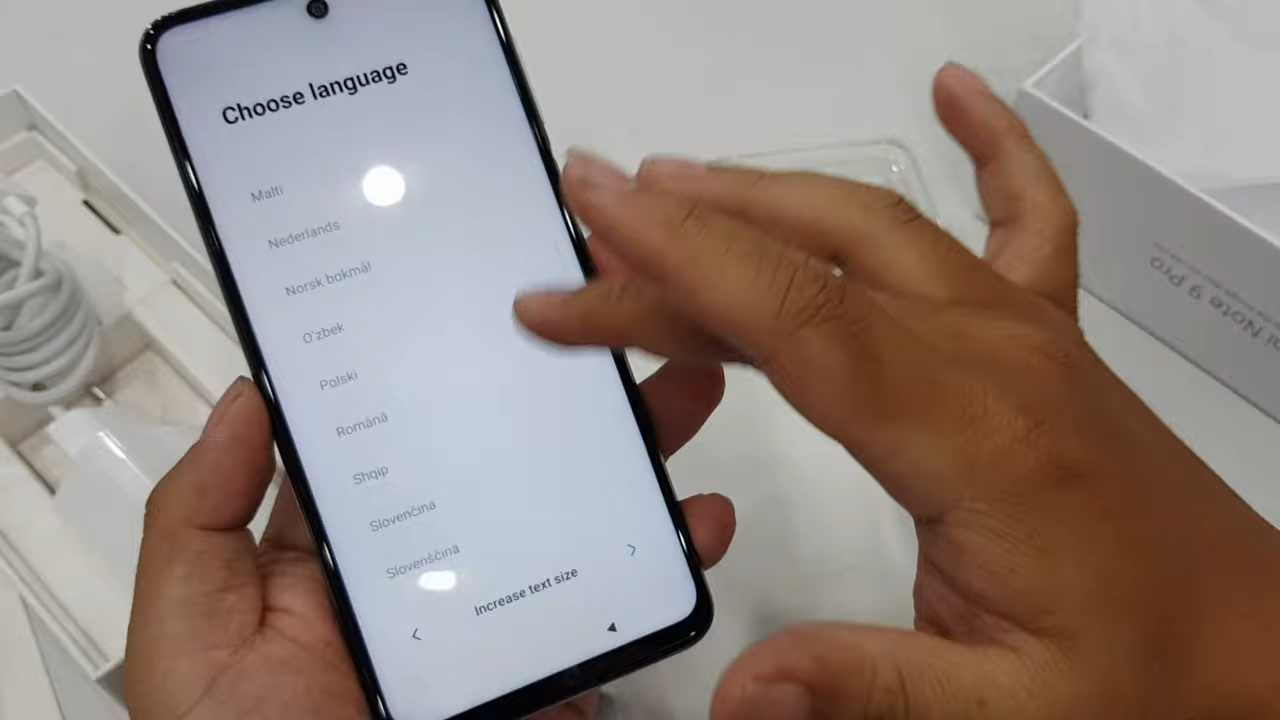 Choose language
Malti
Nederlands
Norsk bokmål
O'zbek
Polski
Română
Shqip
Slovenčina
Slovenščina
Increase text size
Note 9 Pro